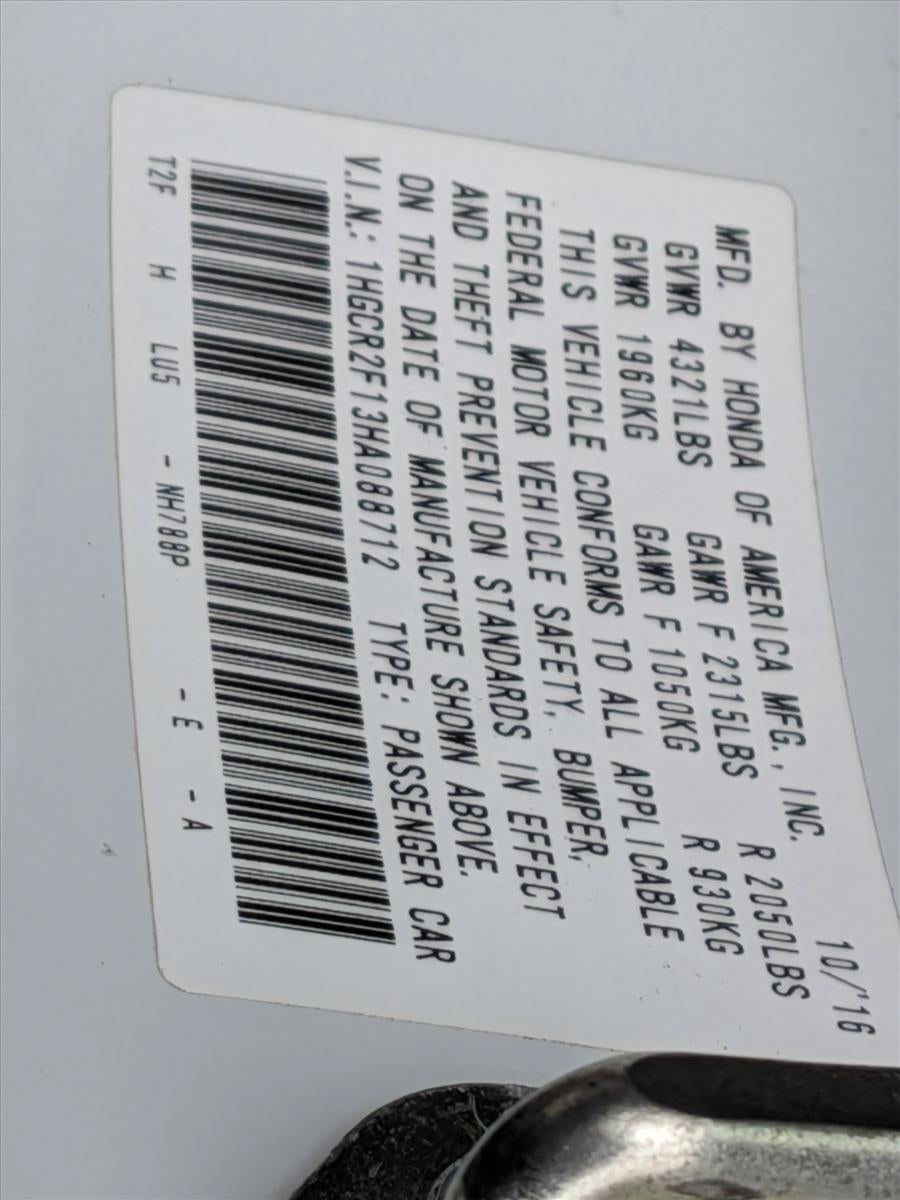 MFD. BY HONDA OF AMERICA MFG., INC. 10/'16
GVWR 4321LBS GAWR F 2315LBS R 2050LBS
GVWR 1960KG GAWR F 1050KG R 930KG
THIS VEHICLE CONFORMS TO ALL APPLICABLE
FEDERAL MOTOR VEHICLE SAFETY, BUMPER,
AND THEFT PREVENTION STANDARDS IN EFFECT
ON THE DATE OF MANUFACTURE SHOWN ABOVE.
V.I.N.: 1HGCR2F13HA088712 TYPE: PASSENGER CAR
T2F H LU5 - NH788P - E - A